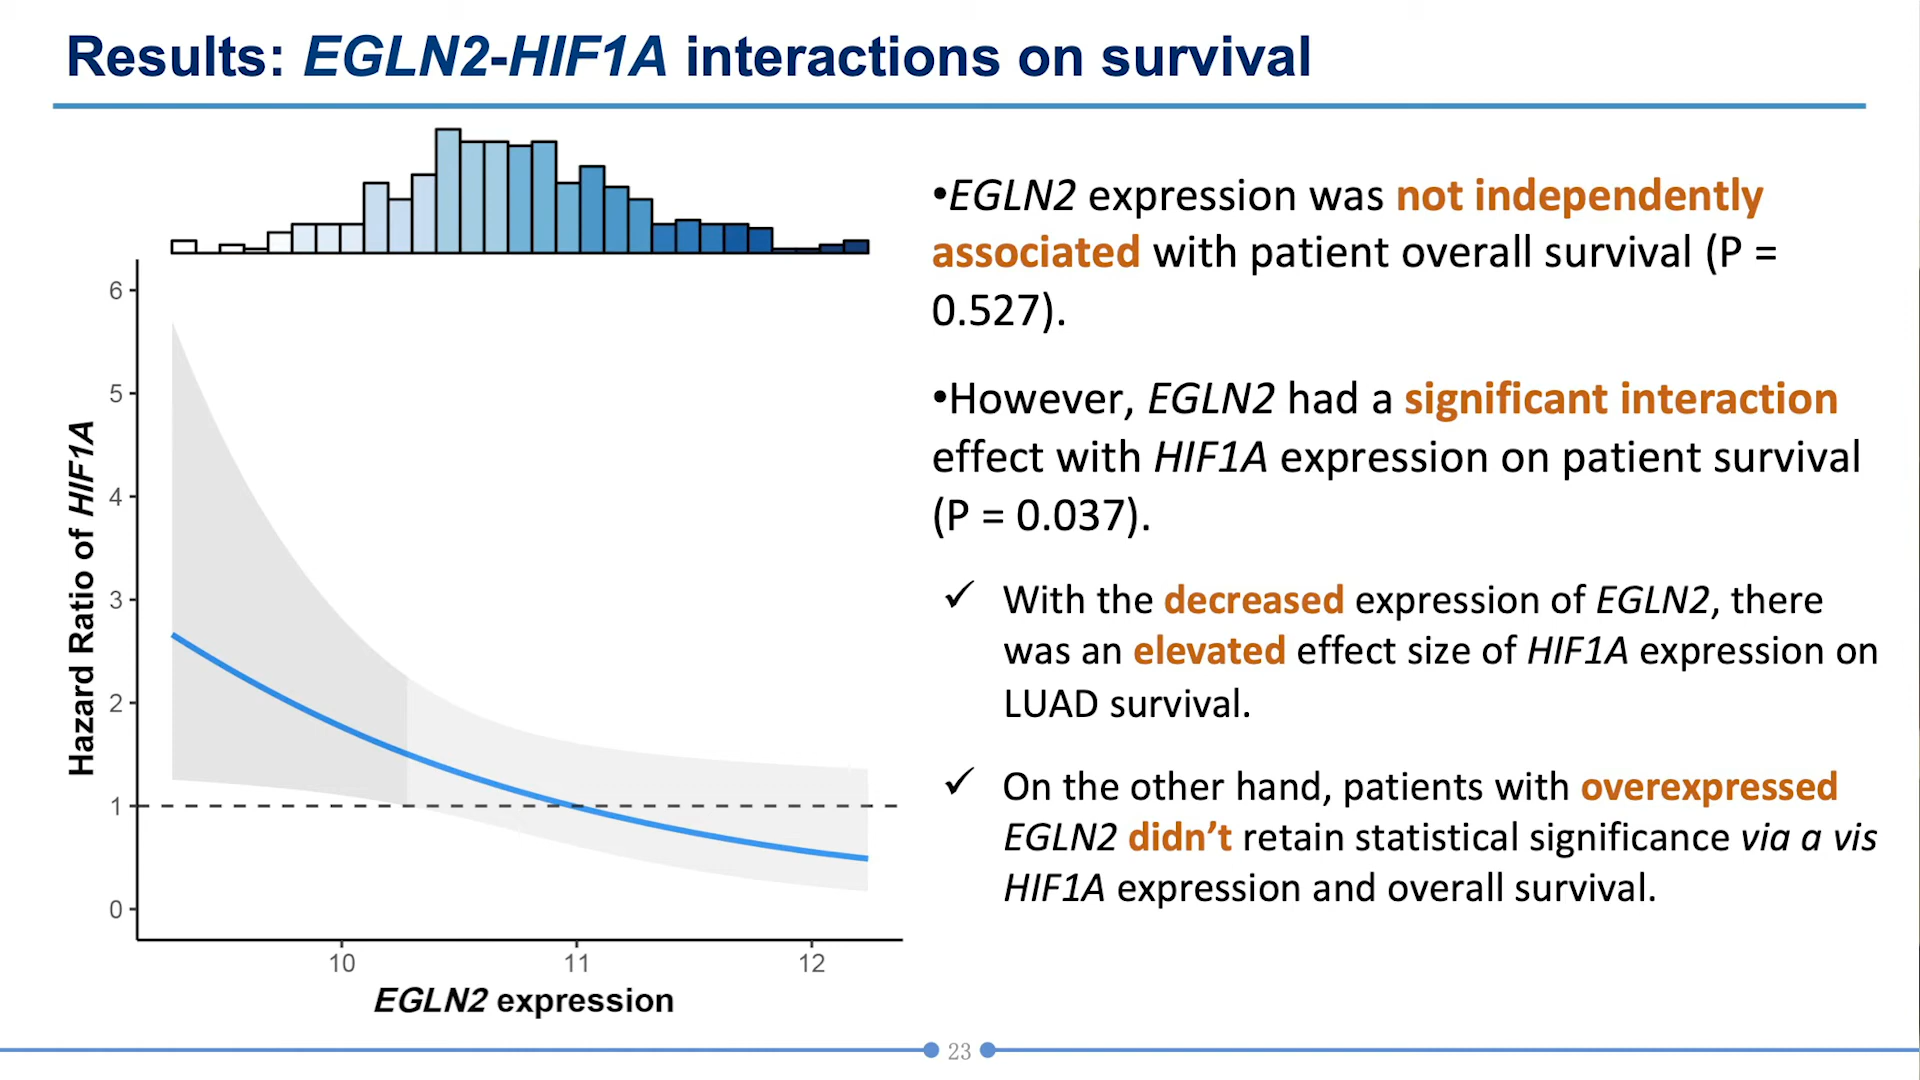 Results: EGLN2-HIF1A interactions on survival
6
5
4
3
2
1
0
Hazard Ratio of HIF1A
10
11
12
EGLN2 expression
•EGLN2 expression was not independently
associated with patient overall survival (P =
0.527).
•However, EGLN2 had a significant interaction
effect with HIF1A expression on patient survival
(P = 0.037).
✓ With the decreased expression of EGLN2, there
was an elevated effect size of HIF1A expression on
LUAD survival.
✓ On the other hand, patients with overexpressed
EGLN2 didn’t retain statistical significance via a vis
HIF1A expression and overall survival.
23